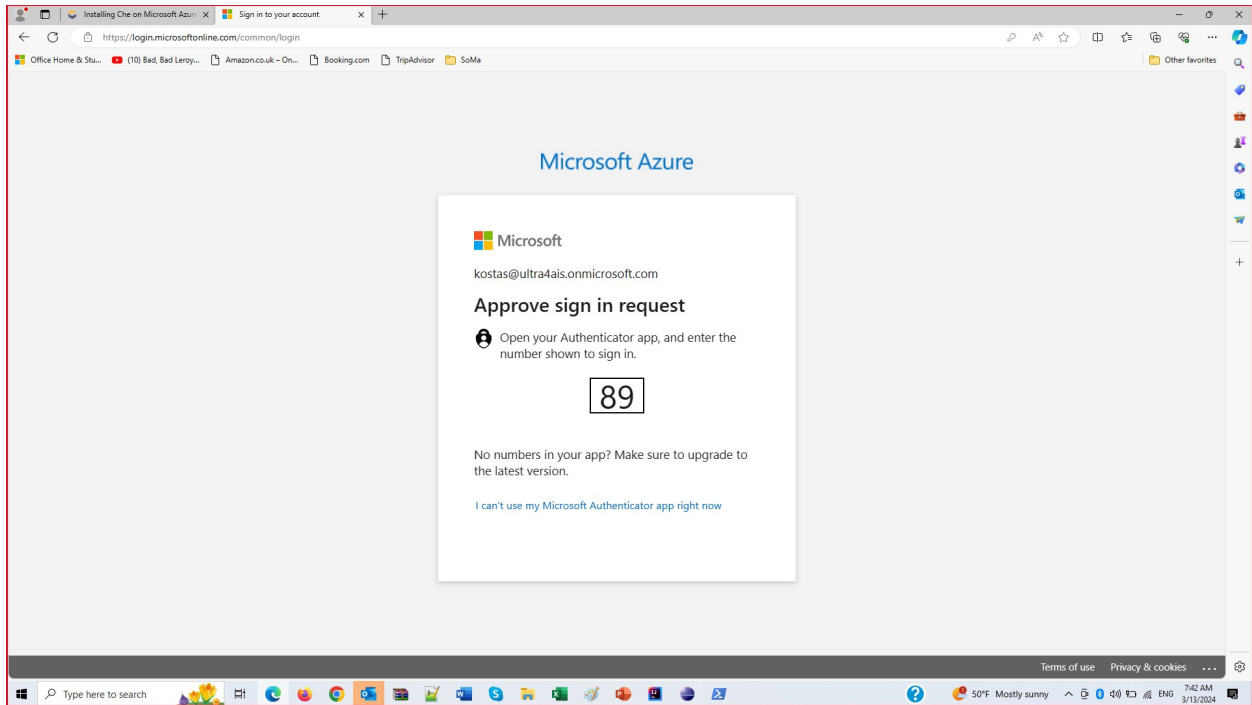 Installing Che on Microsoft Azur
Sign in to your account
https://login.microsoftonline.com/common/login
Office Home & Stu...
(10) Bad, Bad Leroy...
Amazon.co.uk – On...
Booking.com
TripAdvisor
SoMa
Other favorites
Microsoft Azure
Microsoft
kostas@ultra4ais.onmicrosoft.com
Approve sign in request
Open your Authenticator app, and enter the
number shown to sign in.
89
No numbers in your app? Make sure to upgrade to
the latest version.
I can't use my Microsoft Authenticator app right now
Terms of use Privacy & cookies ...
Type here to search
50°F Mostly sunny
ENG
7:42 AM
3/13/2024